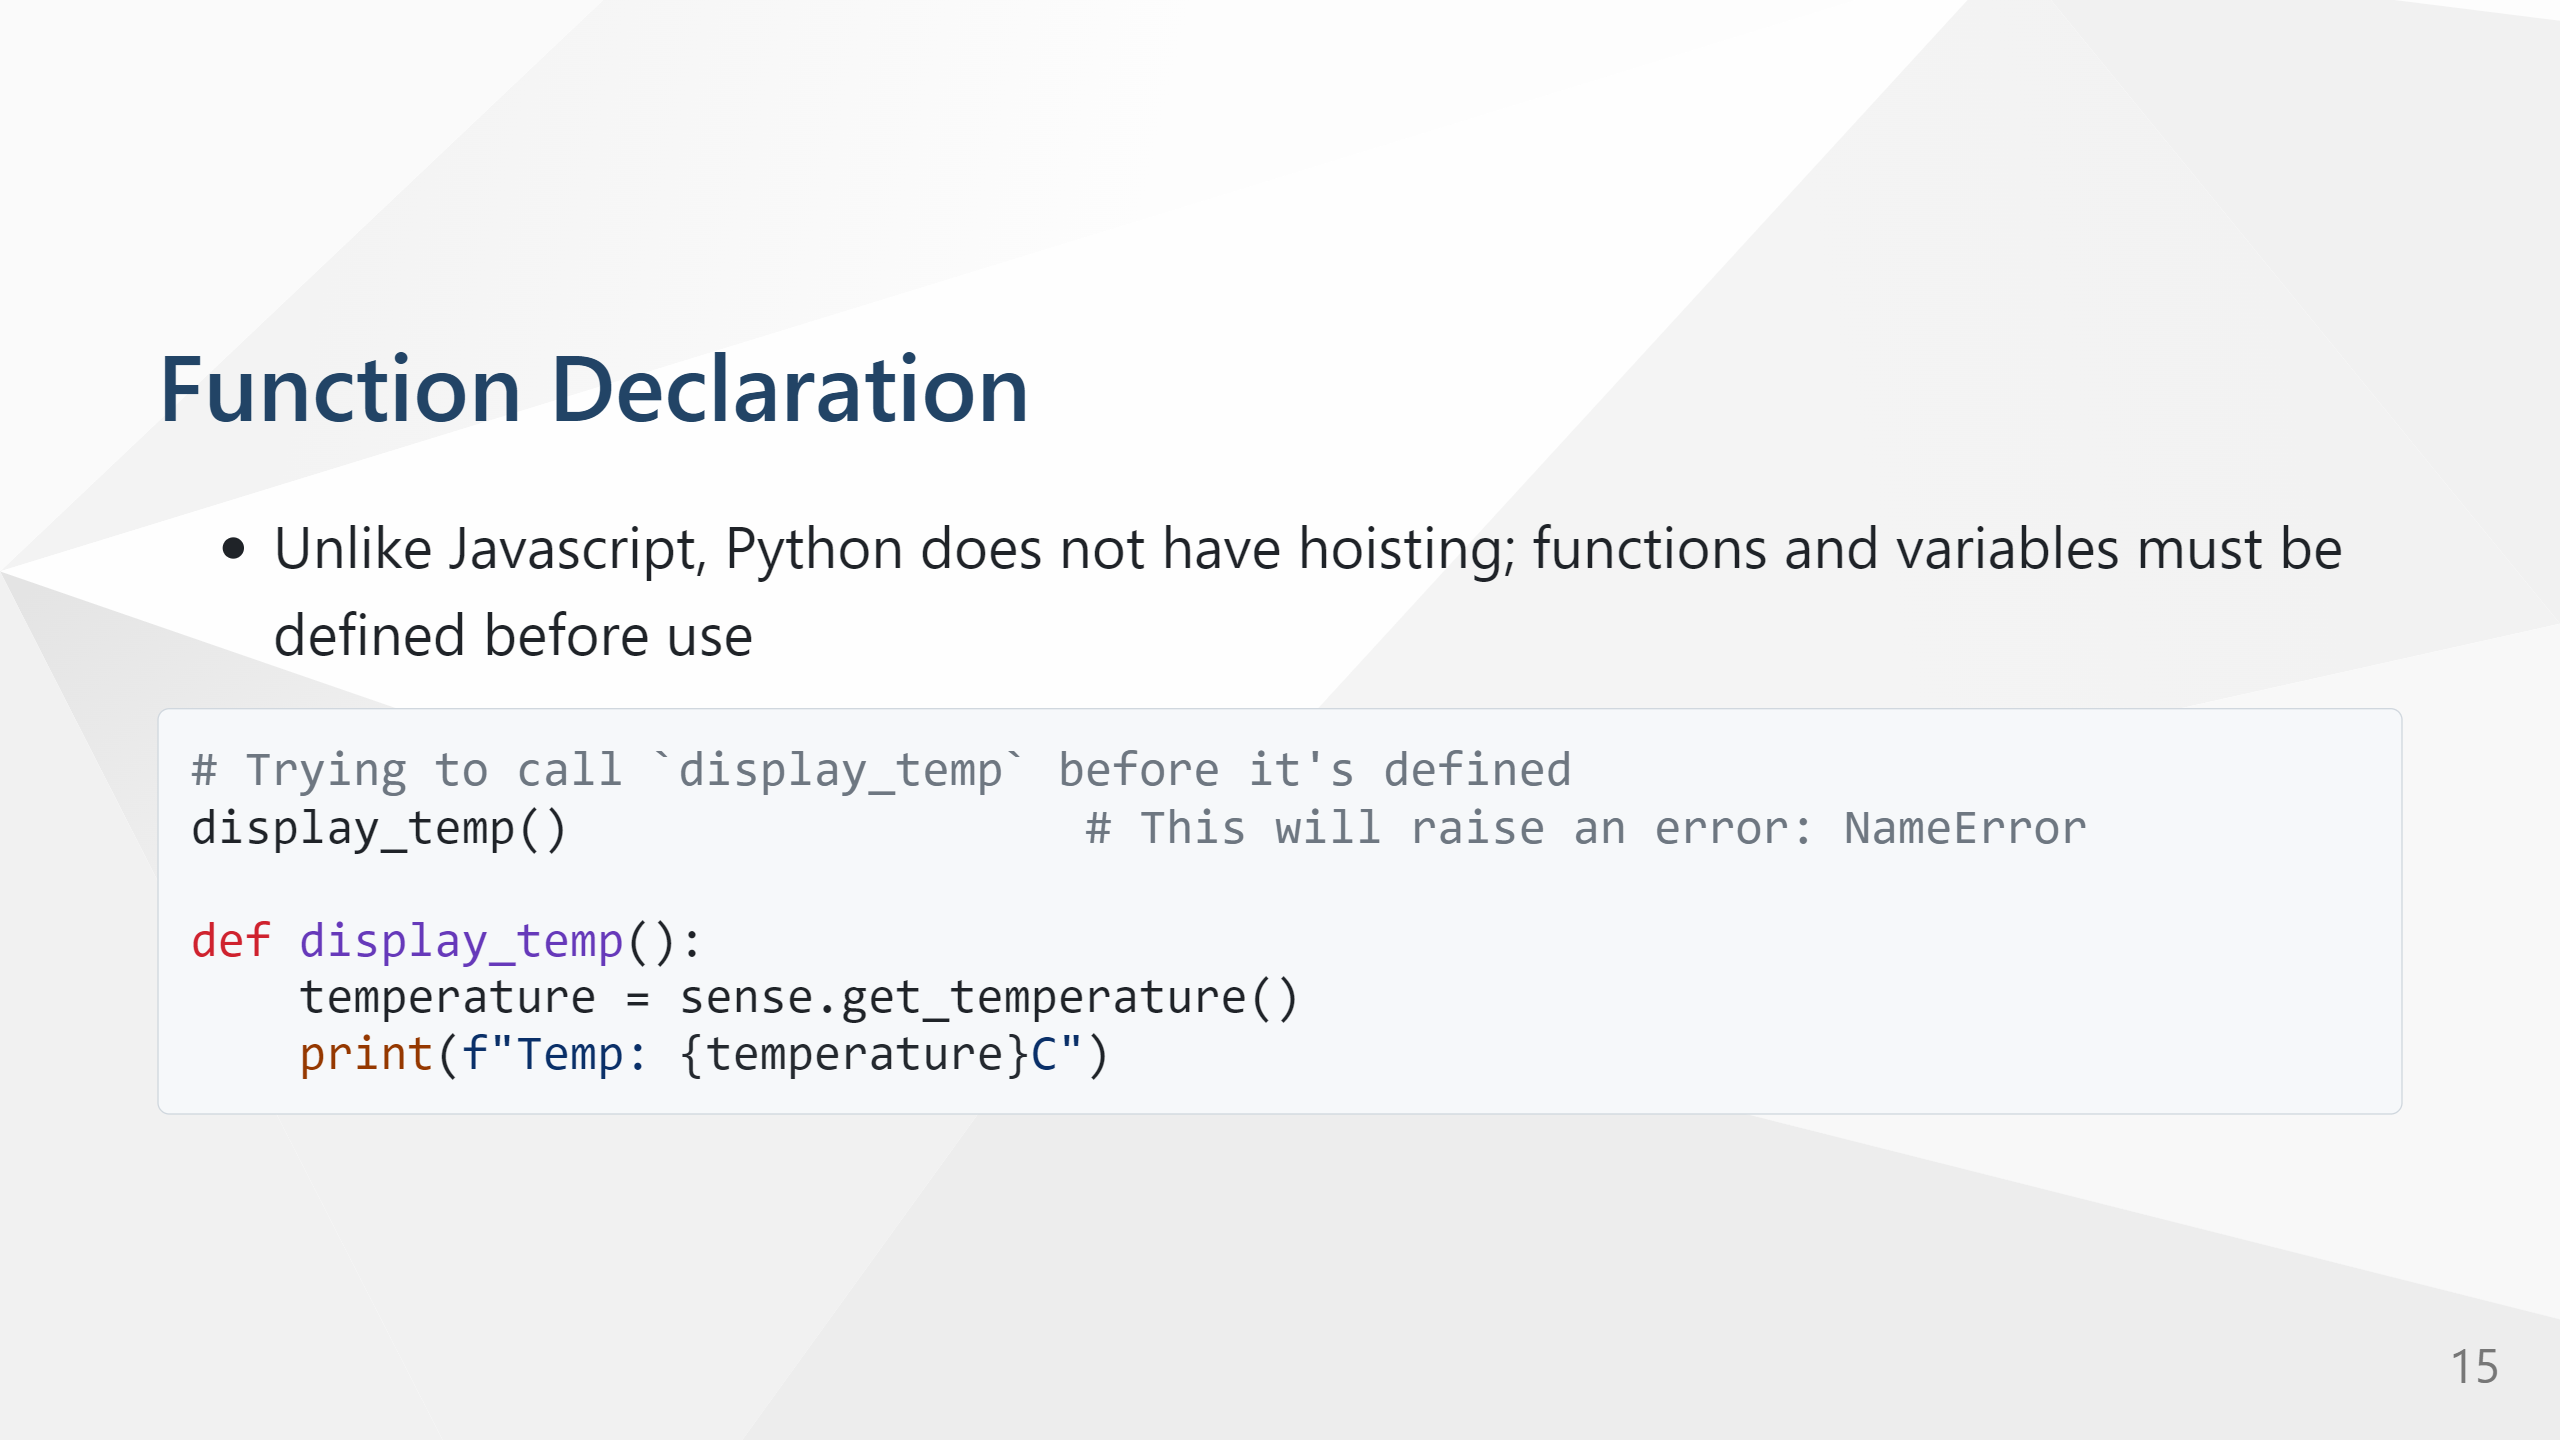 Function Declaration
• Unlike Javascript, Python does not have hoisting; functions and variables must be
defined before use
# Trying to call `display_temp` before it's defined
display_temp()                   # This will raise an error: NameError
def display_temp():
    temperature = sense.get_temperature()
    print(f"Temp: {temperature}C")
15